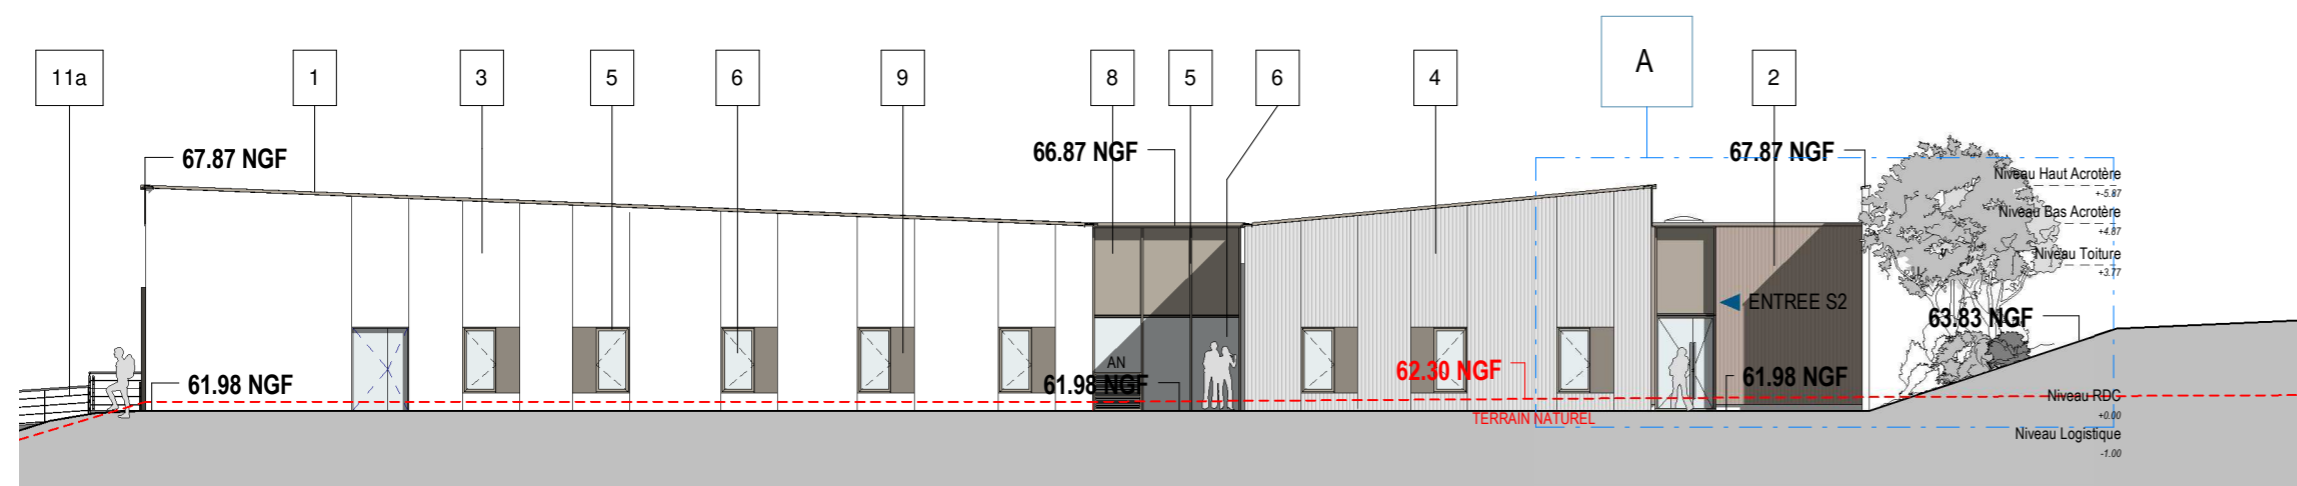 11a
1
3
5
6
9
8
5
6
4
A
2
67.87 NGF
66.87 NGF
67.87 NGF
Niveau Haut Acrotère
+-5.87
Niveau Bas Acrotère
+4.87
Niveau Toiture
+3.77
ENTREE S2
63.83 NGF
AN
61.98 NGF
61.98 NGF
62.30 NGF
61.98 NGF
Niveau RDC
+0.00
TERRAIN NATUREL
Niveau Logistique
-1.00